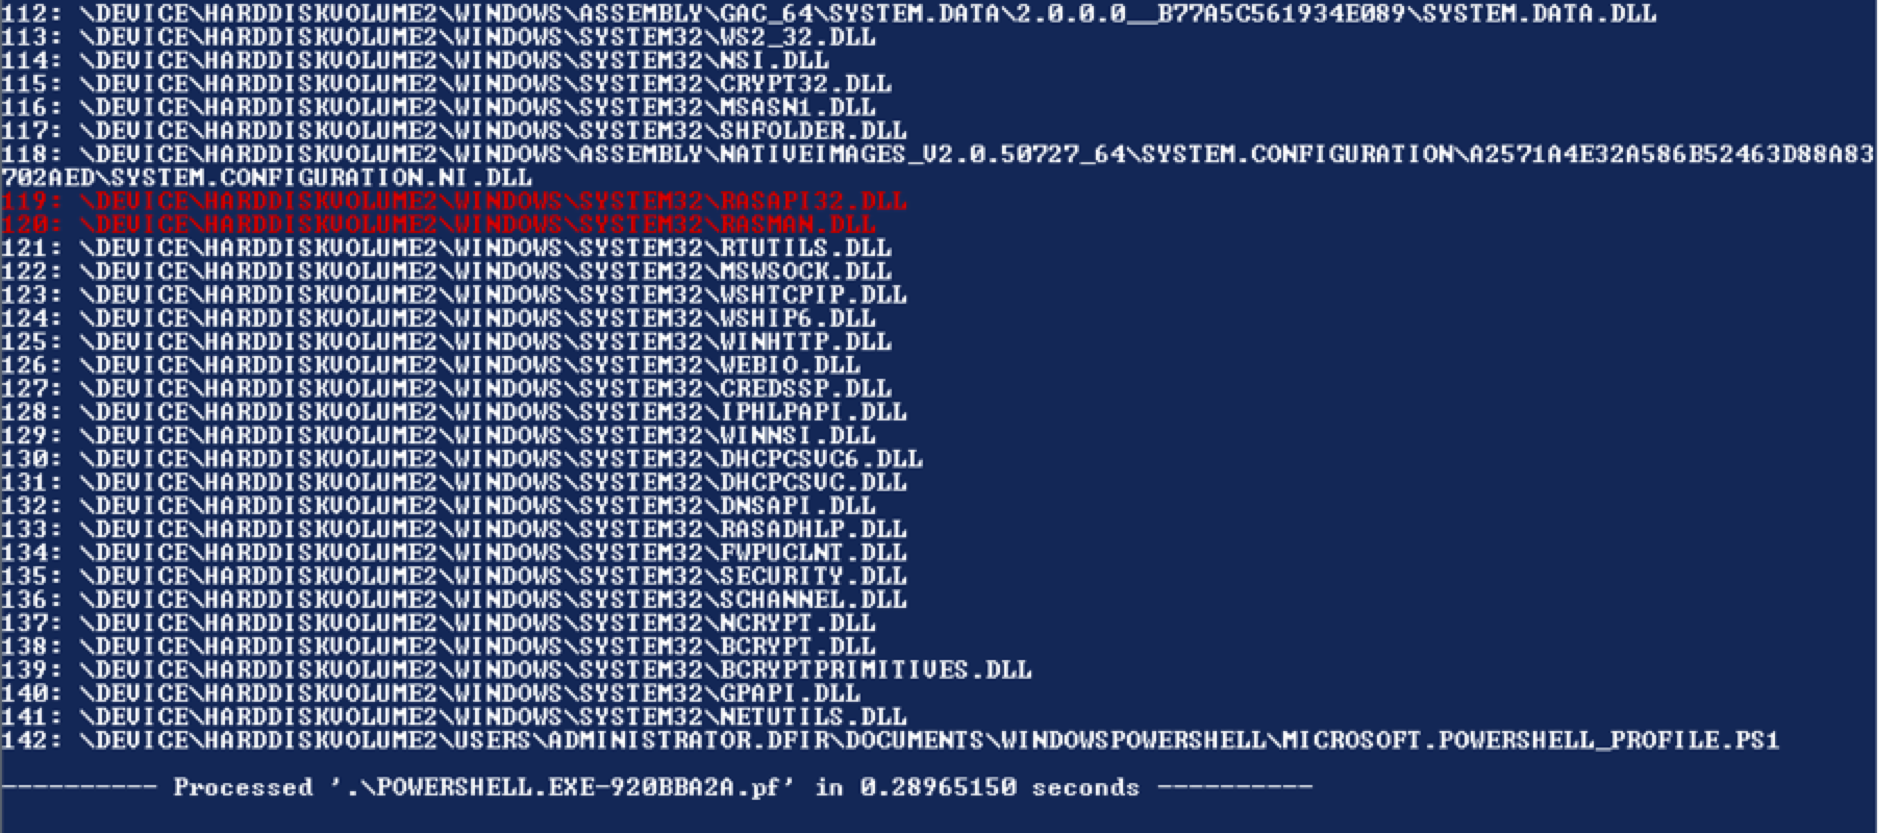 112: \DEVICE\HARDDISKVOLUME2\WINDOWS\ASSEMBLY\GAC_64\SYSTEM.DATA\2.0.0.0__B77A5C561934E089\SYSTEM.DATA.DLL
113: \DEVICE\HARDDISKVOLUME2\WINDOWS\SYSTEM32\WS2_32.DLL
114: \DEVICE\HARDDISKVOLUME2\WINDOWS\SYSTEM32\NSI.DLL
115: \DEVICE\HARDDISKVOLUME2\WINDOWS\SYSTEM32\CRYPT32.DLL
116: \DEVICE\HARDDISKVOLUME2\WINDOWS\SYSTEM32\MSASN1.DLL
117: \DEVICE\HARDDISKVOLUME2\WINDOWS\SYSTEM32\SHFOLDER.DLL
118: \DEVICE\HARDDISKVOLUME2\WINDOWS\ASSEMBLY\NATIVEIMAGES_V2.0.50727_64\SYSTEM.CONFIGURATION\A2571A4E32A586B52463D88A83
702AED\SYSTEM.CONFIGURATION.NI.DLL
119: \DEVICE\HARDDISKVOLUME2\WINDOWS\SYSTEM32\RASAPI32.DLL
120: \DEVICE\HARDDISKVOLUME2\WINDOWS\SYSTEM32\RASMAN.DLL
121: \DEVICE\HARDDISKVOLUME2\WINDOWS\SYSTEM32\RTUTILS.DLL
122: \DEVICE\HARDDISKVOLUME2\WINDOWS\SYSTEM32\MSWSOCK.DLL
123: \DEVICE\HARDDISKVOLUME2\WINDOWS\SYSTEM32\WSHTCPIP.DLL
124: \DEVICE\HARDDISKVOLUME2\WINDOWS\SYSTEM32\WSHIP6.DLL
125: \DEVICE\HARDDISKVOLUME2\WINDOWS\SYSTEM32\WINHTTP.DLL
126: \DEVICE\HARDDISKVOLUME2\WINDOWS\SYSTEM32\WEBIO.DLL
127: \DEVICE\HARDDISKVOLUME2\WINDOWS\SYSTEM32\CREDSSP.DLL
128: \DEVICE\HARDDISKVOLUME2\WINDOWS\SYSTEM32\IPHLPAPI.DLL
129: \DEVICE\HARDDISKVOLUME2\WINDOWS\SYSTEM32\WINNSI.DLL
130: \DEVICE\HARDDISKVOLUME2\WINDOWS\SYSTEM32\DHCPCSVC6.DLL
131: \DEVICE\HARDDISKVOLUME2\WINDOWS\SYSTEM32\DHCPCSVC.DLL
132: \DEVICE\HARDDISKVOLUME2\WINDOWS\SYSTEM32\DNSAPI.DLL
133: \DEVICE\HARDDISKVOLUME2\WINDOWS\SYSTEM32\RASADHLP.DLL
134: \DEVICE\HARDDISKVOLUME2\WINDOWS\SYSTEM32\FWPUCLNT.DLL
135: \DEVICE\HARDDISKVOLUME2\WINDOWS\SYSTEM32\SECURITY.DLL
136: \DEVICE\HARDDISKVOLUME2\WINDOWS\SYSTEM32\SCHANNEL.DLL
137: \DEVICE\HARDDISKVOLUME2\WINDOWS\SYSTEM32\NCRYPT.DLL
138: \DEVICE\HARDDISKVOLUME2\WINDOWS\SYSTEM32\BCRYPT.DLL
139: \DEVICE\HARDDISKVOLUME2\WINDOWS\SYSTEM32\BCRYPTPRIMITIVES.DLL
140: \DEVICE\HARDDISKVOLUME2\WINDOWS\SYSTEM32\GPAPI.DLL
141: \DEVICE\HARDDISKVOLUME2\WINDOWS\SYSTEM32\NETUTILS.DLL
142: \DEVICE\HARDDISKVOLUME2\USERS\ADMINISTRATOR.DFIR\DOCUMENTS\WINDOWSPOWERSHELL\MICROSOFT.POWERSHELL_PROFILE.PS1
---------- Processed '.\POWERSHELL.EXE-920BBA2A.pf' in 0.28965150 seconds ----------